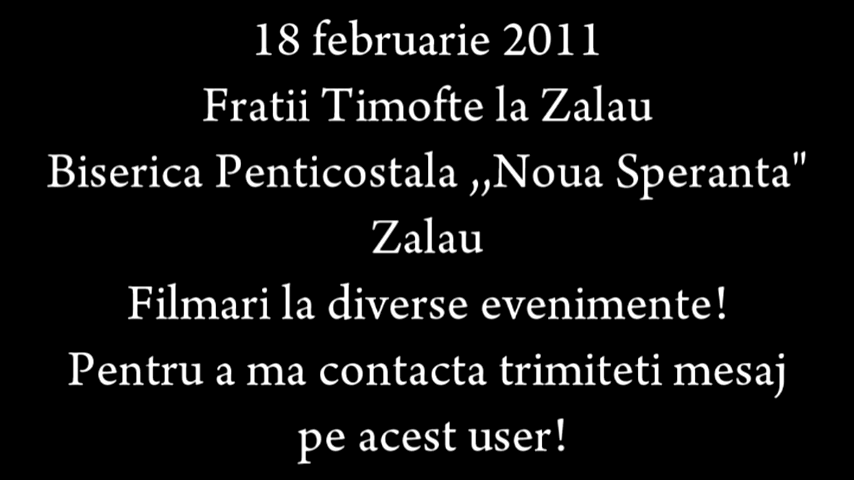 18 februarie 2011
Fratii Timofte la Zalau
Biserica Penticostala ,,Noua Speranta"
Zalau
Filmari la diverse evenimente!
Pentru a ma contacta trimiteti mesaj
pe acest user!